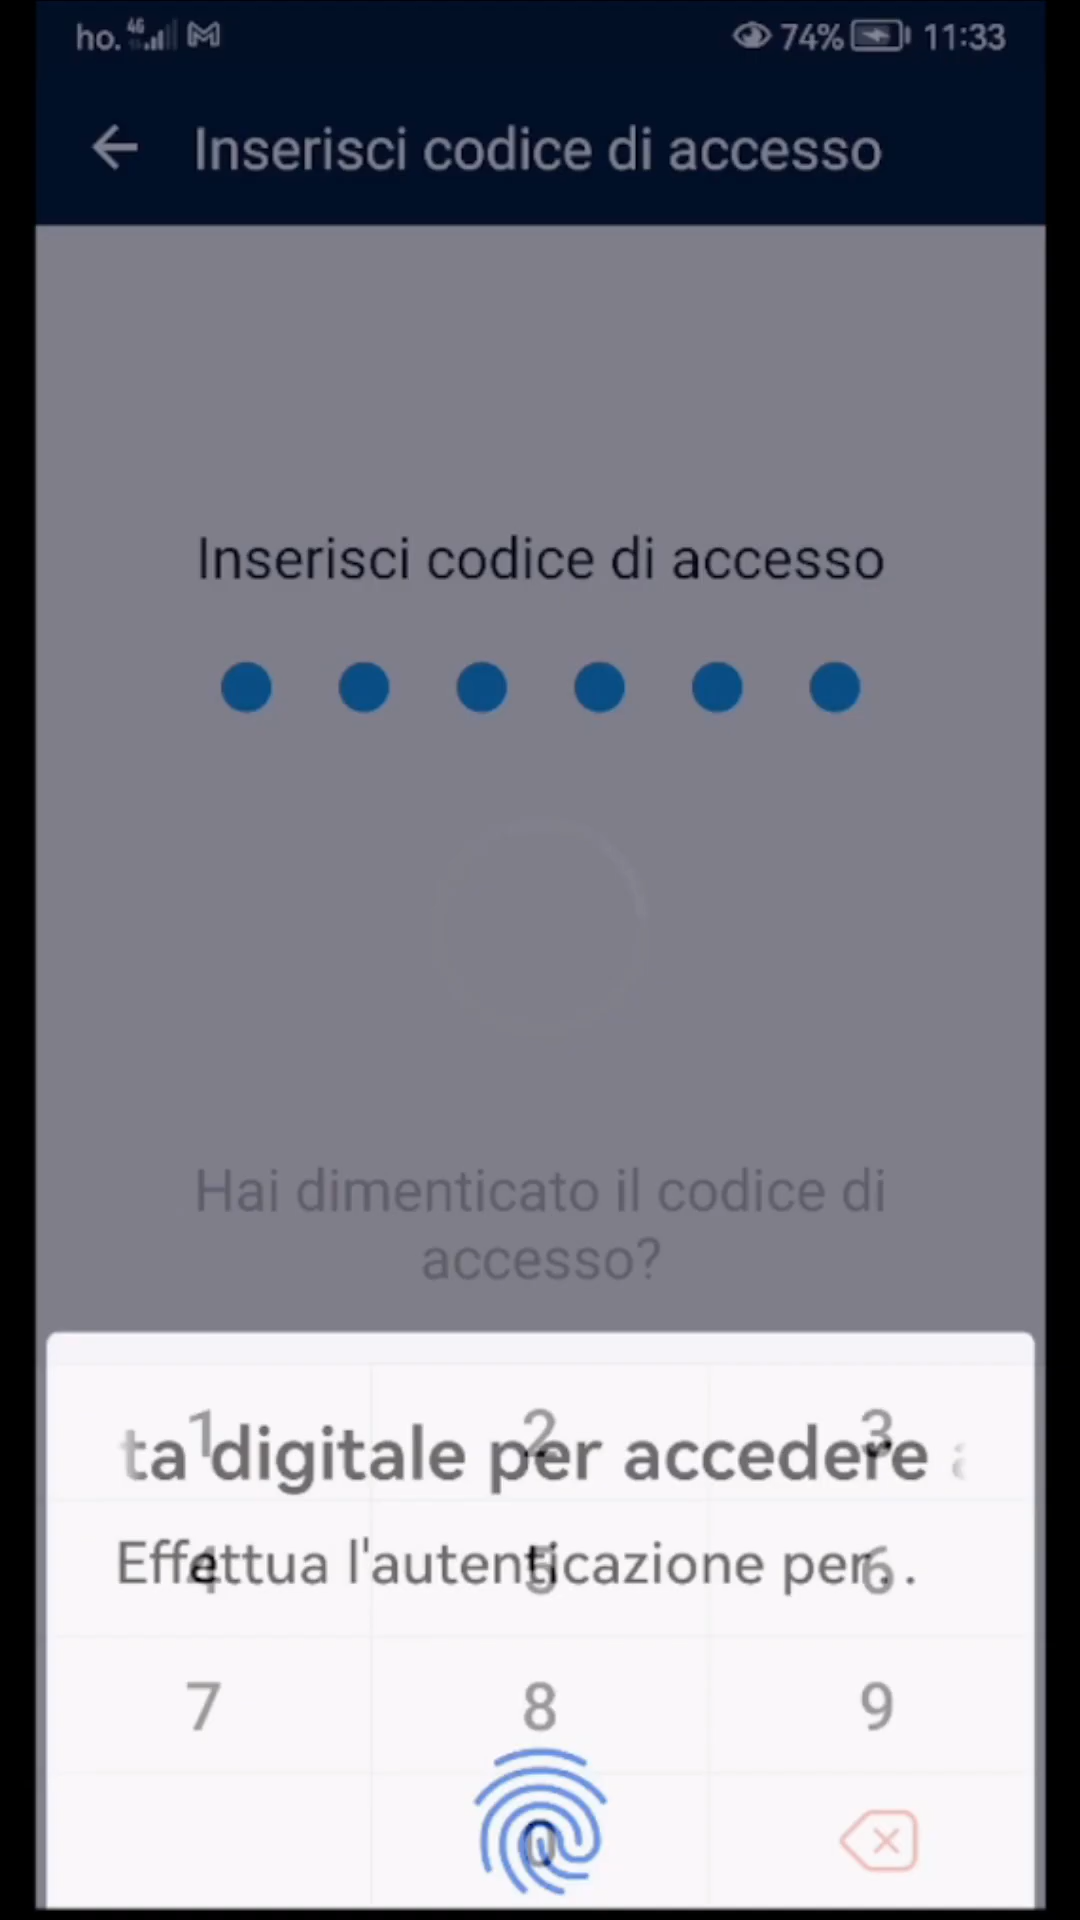 ho. 4G 74% 11:33
Inserisci codice di accesso
Inserisci codice di accesso
Hai dimenticato il codice di
accesso?
1 2 3
ta digitale per accedere a
4 5 6
Effettua l'autenticazione per...
7 8 9
0